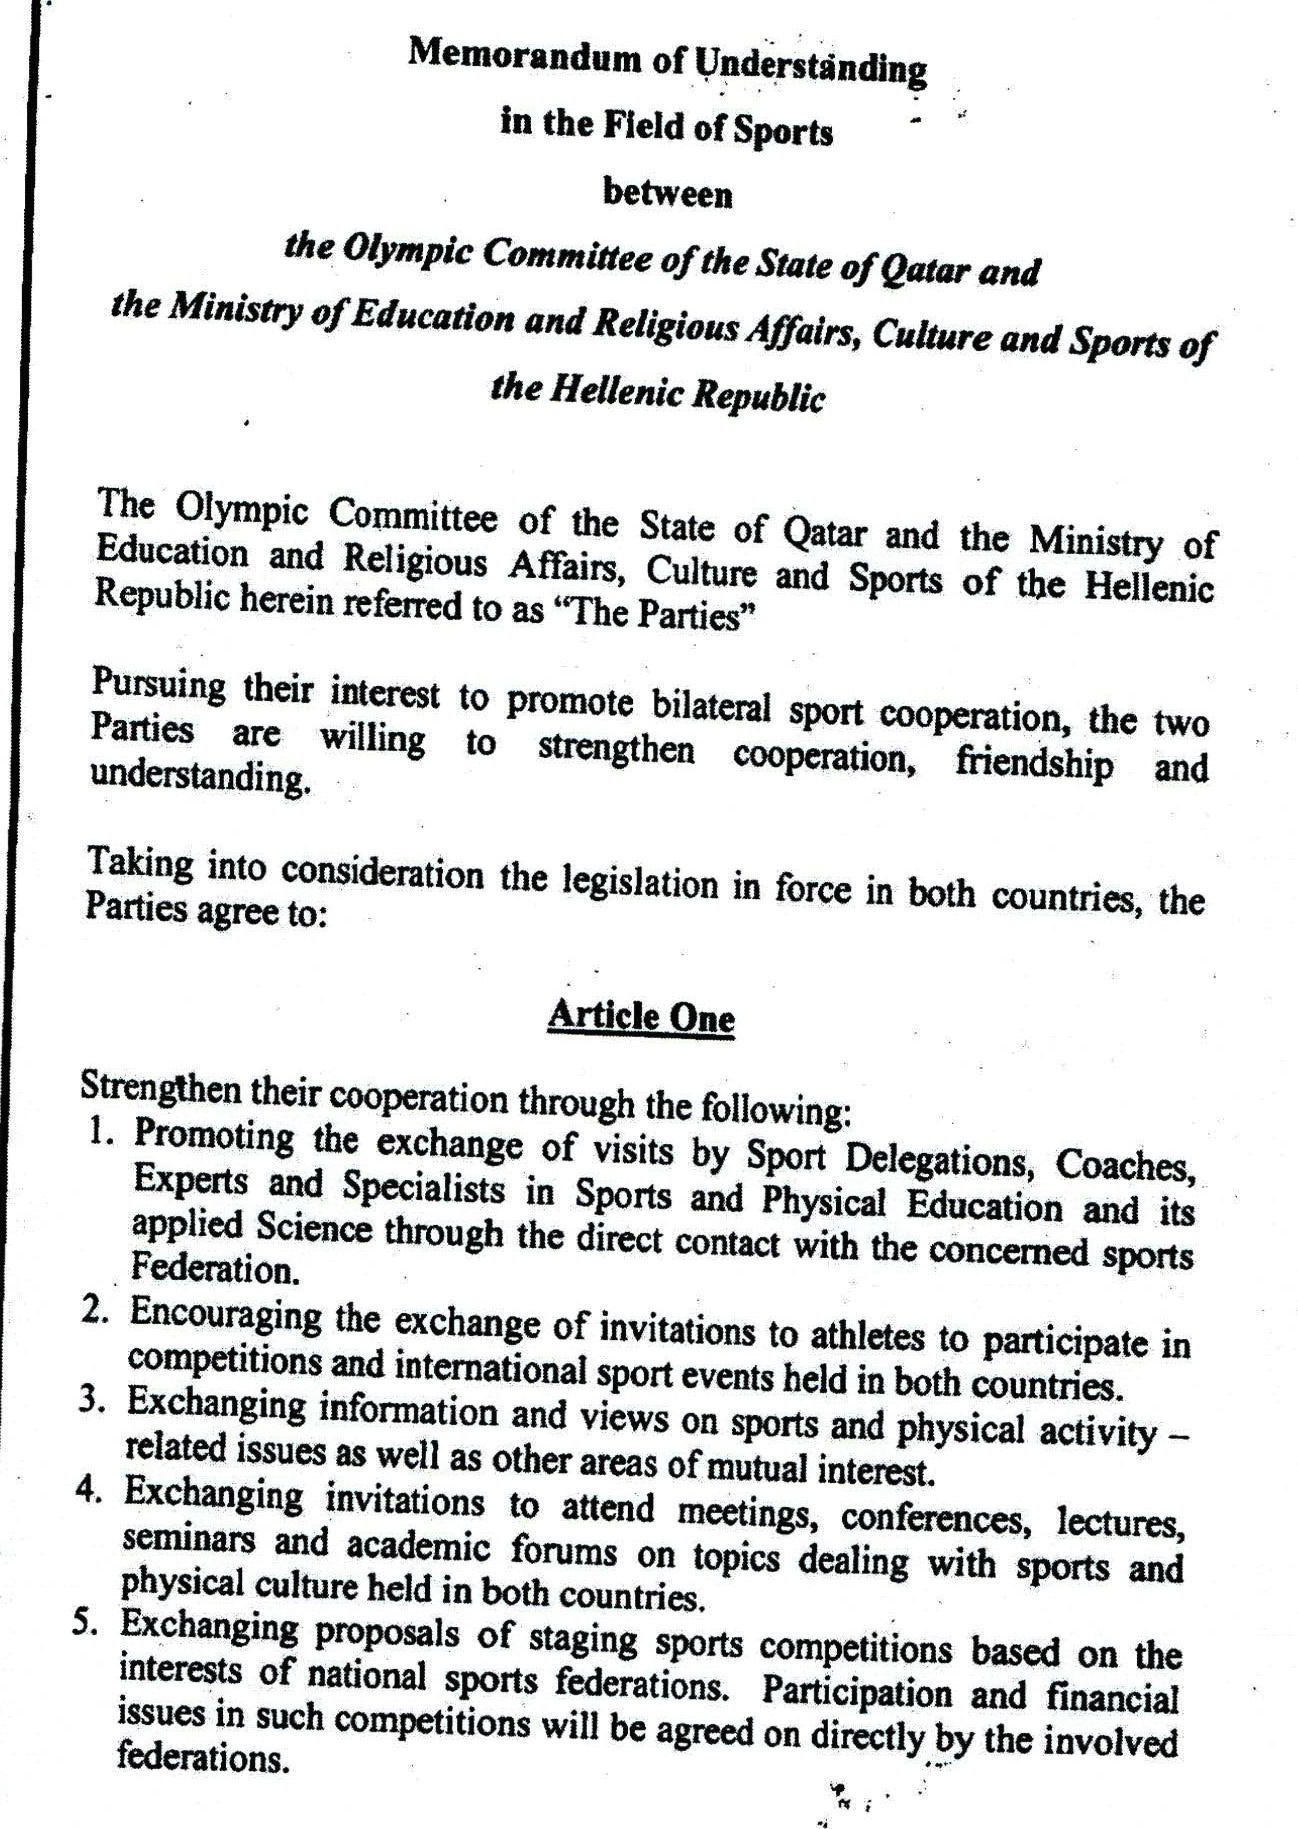 Memorandum of Understanding
in the Field of Sports
between
the Olympic Committee of the State of Qatar and
the Ministry of Education and Religious Affairs, Culture and Sports of
the Hellenic Republic
The Olympic Committee of the State of Qatar and the Ministry of
Education and Religious Affairs, Culture and Sports of the Hellenic
Republic herein referred to as “The Parties”
Pursuing their interest to promote bilateral sport cooperation, the two
Parties are willing to strengthen cooperation, friendship and
understanding.
Taking into consideration the legislation in force in both countries, the
Parties agree to:
Article One
Strengthen their cooperation through the following:
1. Promoting the exchange of visits by Sport Delegations, Coaches,
Experts and Specialists in Sports and Physical Education and its
applied Science through the direct contact with the concerned sports
Federation.
2. Encouraging the exchange of invitations to athletes to participate in
competitions and international sport events held in both countries.
3. Exchanging information and views on sports and physical activity –
related issues as well as other areas of mutual interest.
4. Exchanging invitations to attend meetings, conferences, lectures,
seminars and academic forums on topics dealing with sports and
physical culture held in both countries.
5. Exchanging proposals of staging sports competitions based on the
interests of national sports federations. Participation and financial
issues in such competitions will be agreed on directly by the involved
federations.